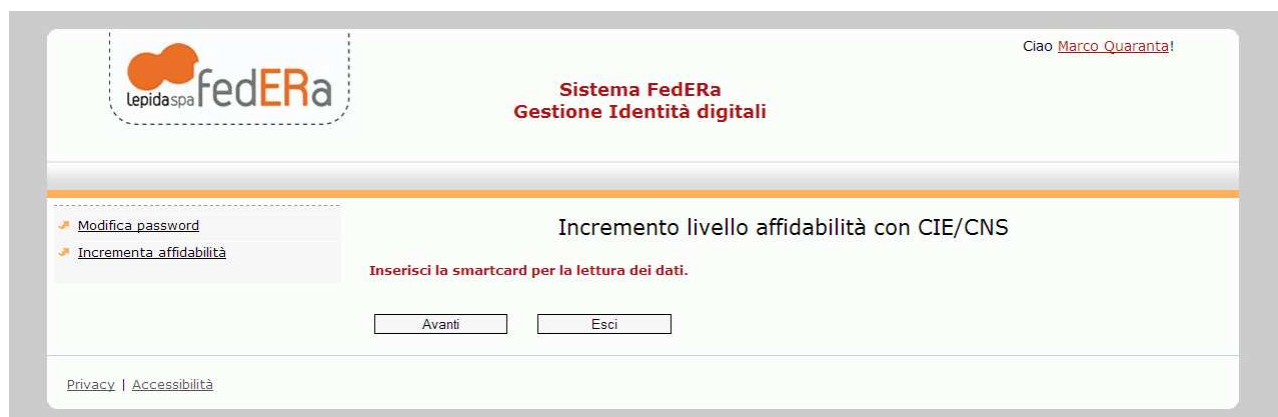 Ciao Marco Quaranta!
lepidaspa fedERa
Sistema FedERa
Gestione Identità digitali
Modifica password
Incrementa affidabilità
Incremento livello affidabilità con CIE/CNS
Inserisci la smartcard per la lettura dei dati.
Avanti Esci
Privacy | Accessibilità